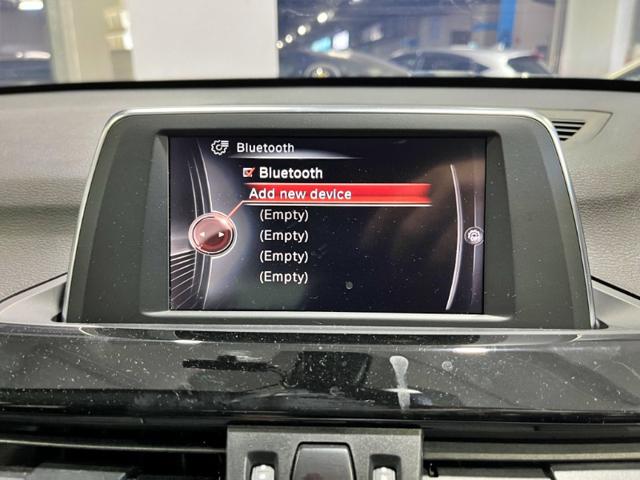 Bluetooth
Bluetooth
Add new device
(Empty)
(Empty)
(Empty)
(Empty)